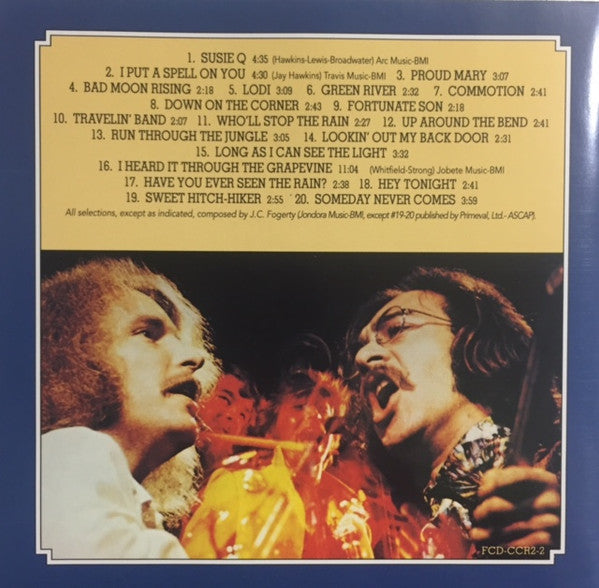 1. SUSIE Q 4:35 (Hawkins-Lewis-Broadwater) Arc Music-BMI
2. I PUT A SPELL ON YOU 4:30 (Jay Hawkins) Travis Music-BMI 3. PROUD MARY 3:07
4. BAD MOON RISING 2:18 5. LODI 3:09 6. GREEN RIVER 2:32 7. COMMOTION 2:41
8. DOWN ON THE CORNER 2:43 9. FORTUNATE SON 2:18
10. TRAVELIN' BAND 2:07 11. WHO'LL STOP THE RAIN 2:27 12. UP AROUND THE BEND 2:41
13. RUN THROUGH THE JUNGLE 3:05 14. LOOKIN' OUT MY BACK DOOR 2:31
15. LONG AS I CAN SEE THE LIGHT 3:32
16. I HEARD IT THROUGH THE GRAPEVINE 11:04 (Whitfield-Strong) Jobete Music-BMI
17. HAVE YOU EVER SEEN THE RAIN? 2:38 18. HEY TONIGHT 2:41
19. SWEET HITCH-HIKER 2:55 20. SOMEDAY NEVER COMES 3:59
All selections, except as indicated, composed by J.C. Fogerty (Jondora Music-BMI, except #19-20 published by Primeval, Ltd.- ASCAP).
FCD-CCR2-2